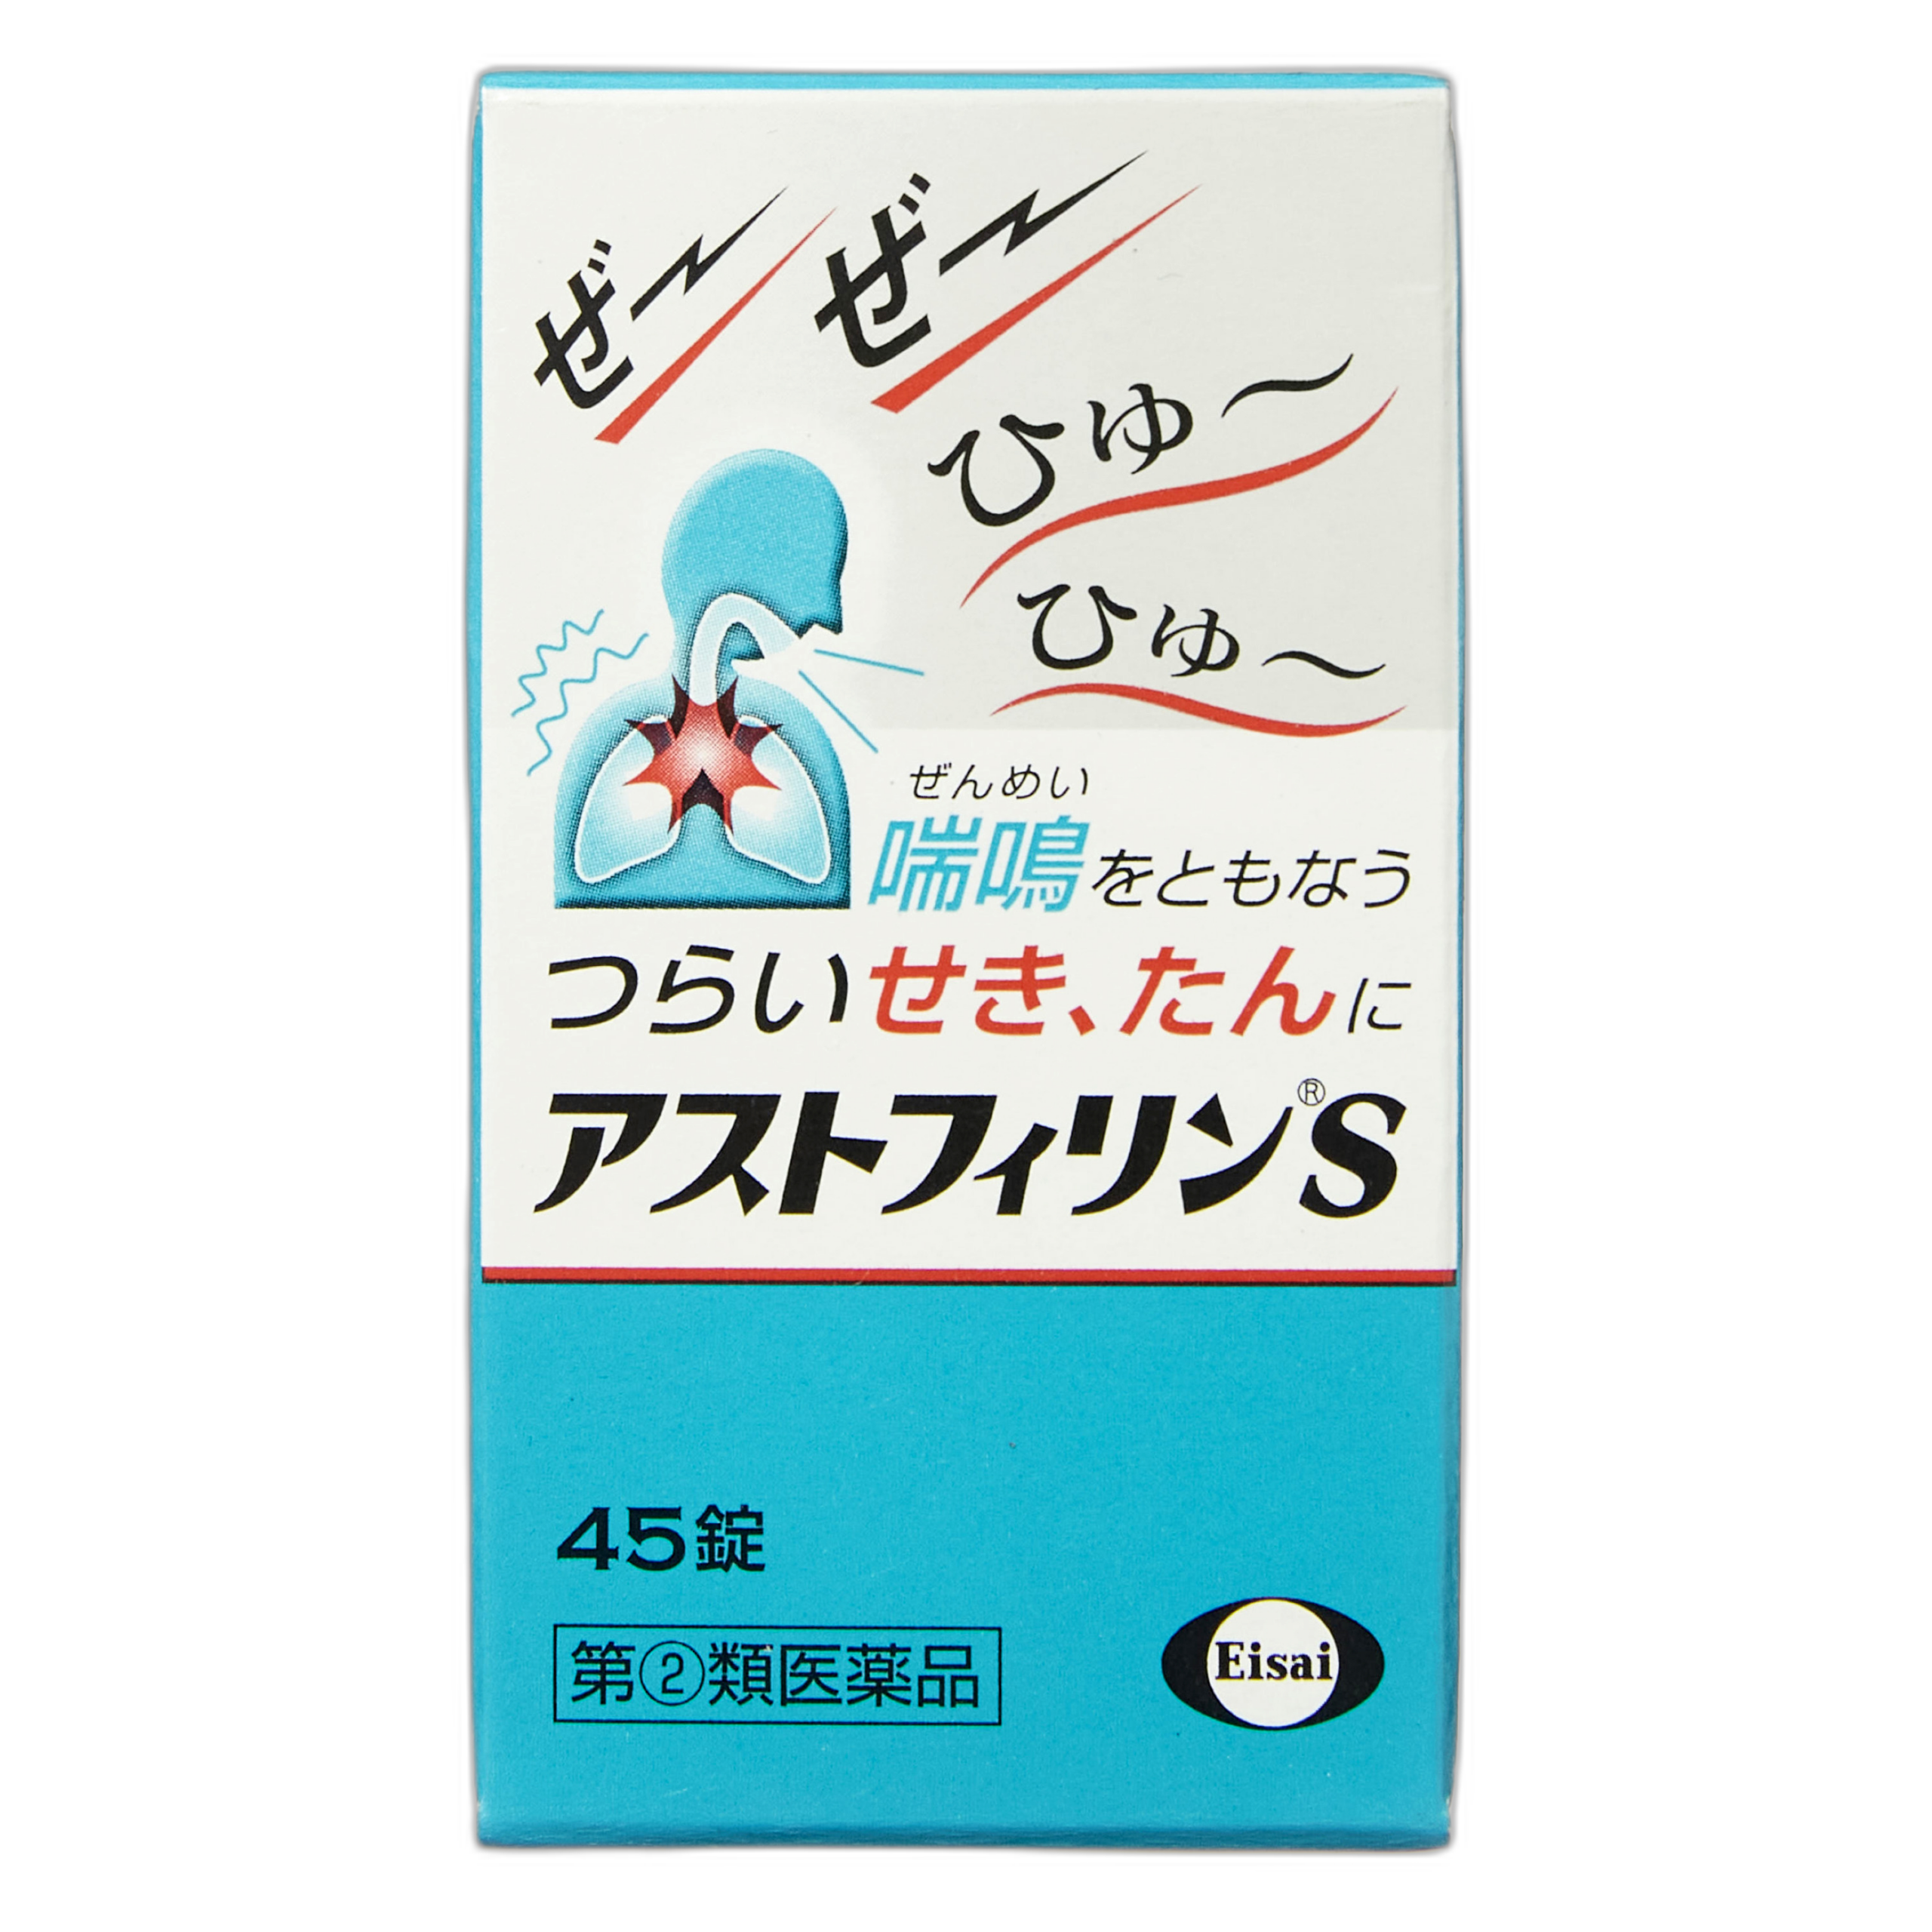 ぜー ぜー
ひゅ〜
ひゅ〜
ぜんめい
喘鳴をともなう
つらいせき、たんに
アストフィリン®S
45錠
第②類医薬品
Eisai